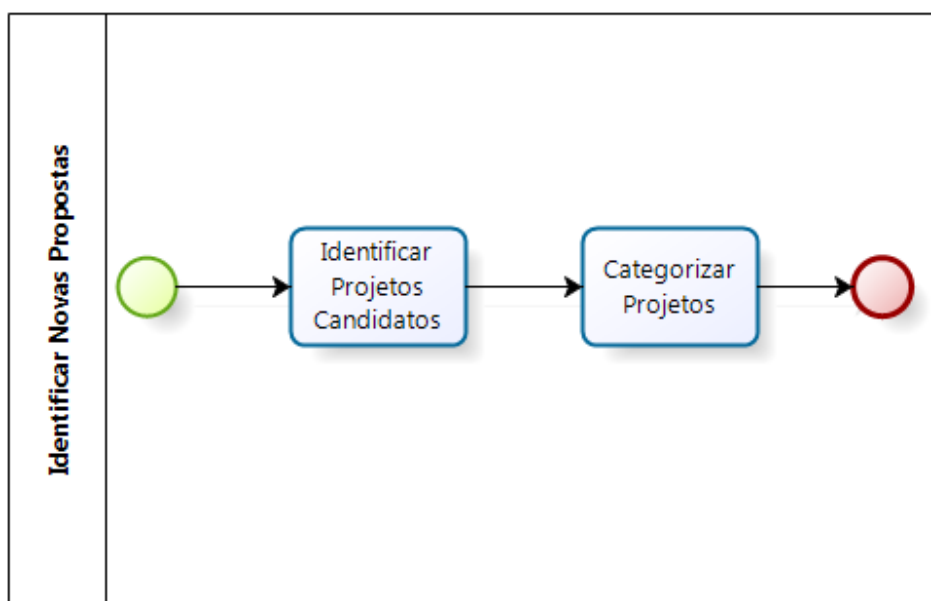 Identificar Novas Propostas
Identificar
Projetos
Candidatos
Categorizar
Projetos